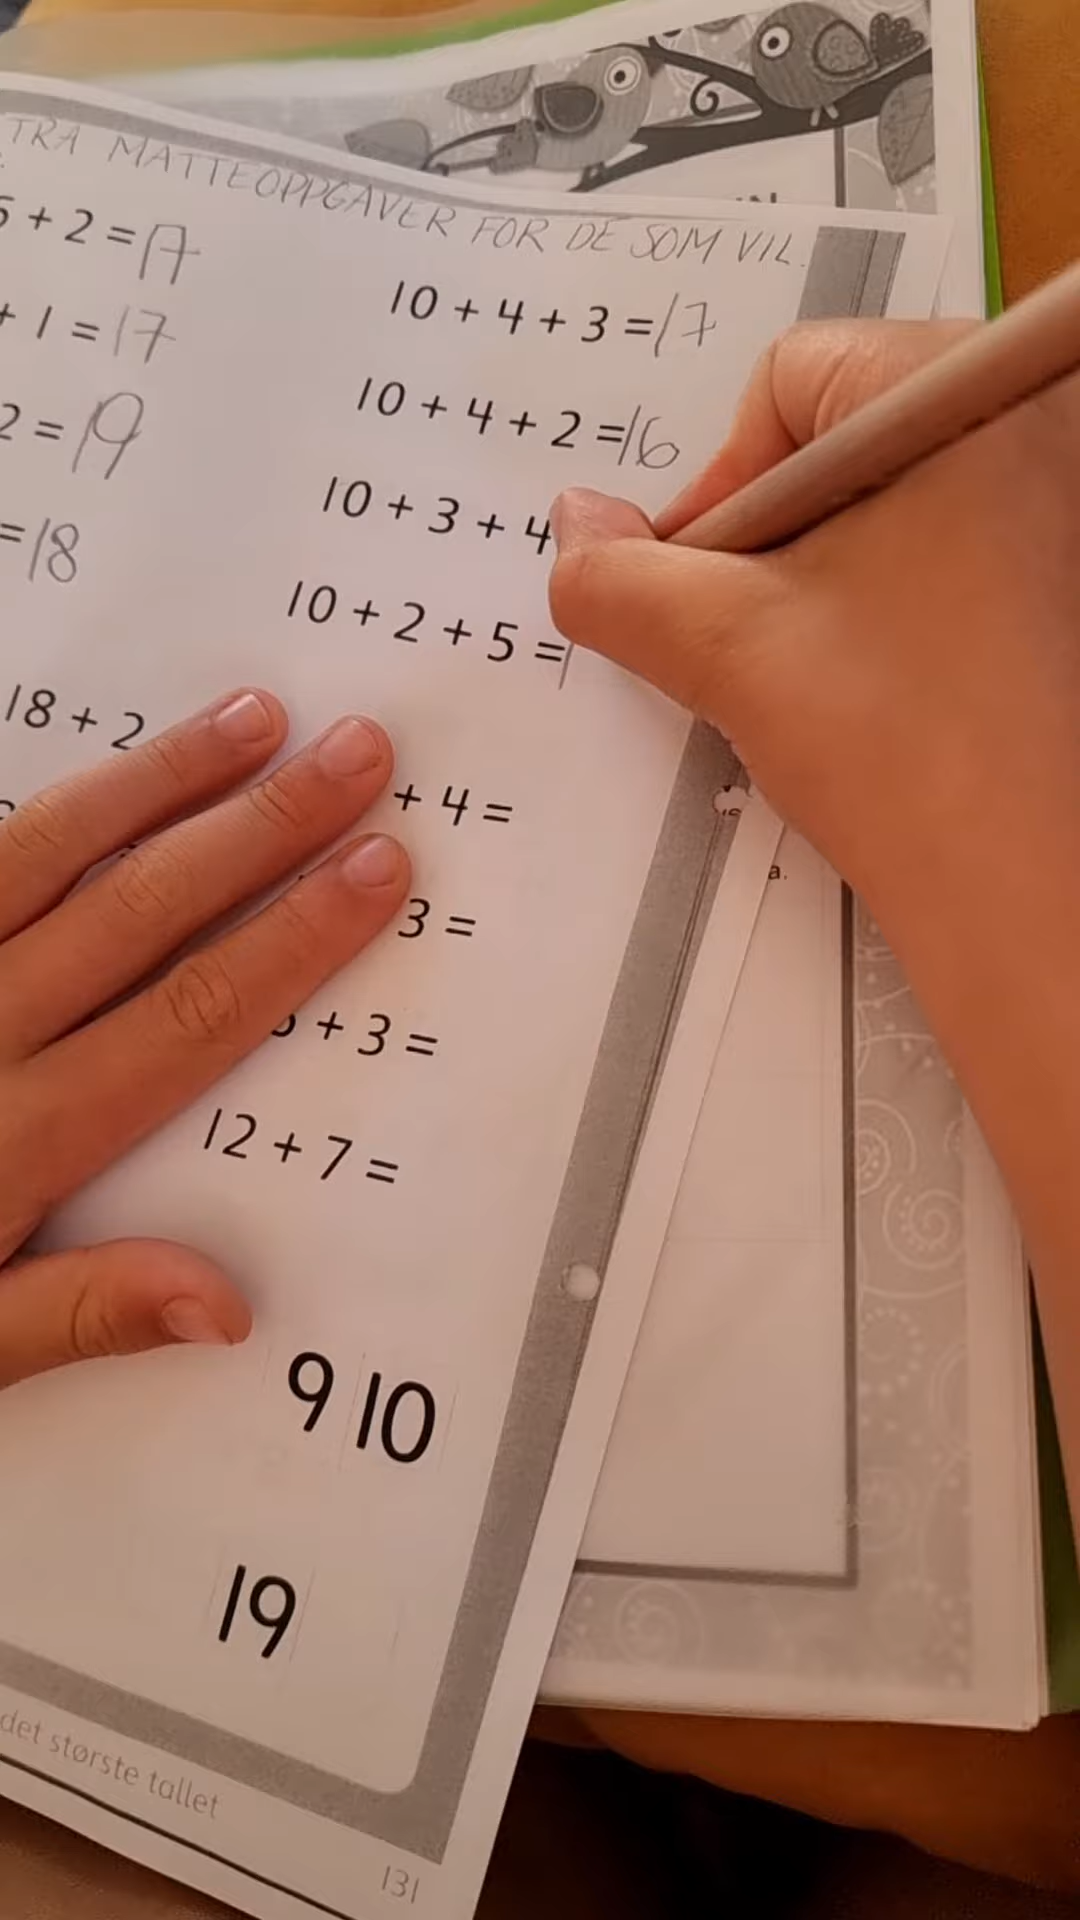 TRA MATTEOPPGAVER FOR DE SOM VIL.
+ 2 = 17
+ 1 = 17
2 = 19
= 18
18 + 2
10 + 4 + 3 = 17
10 + 4 + 2 = 16
10 + 3 + 4
10 + 2 + 5 = 1
+ 4 =
3 =
+ 3 =
12 + 7 =
9 10
19
det største tallet
131
a.